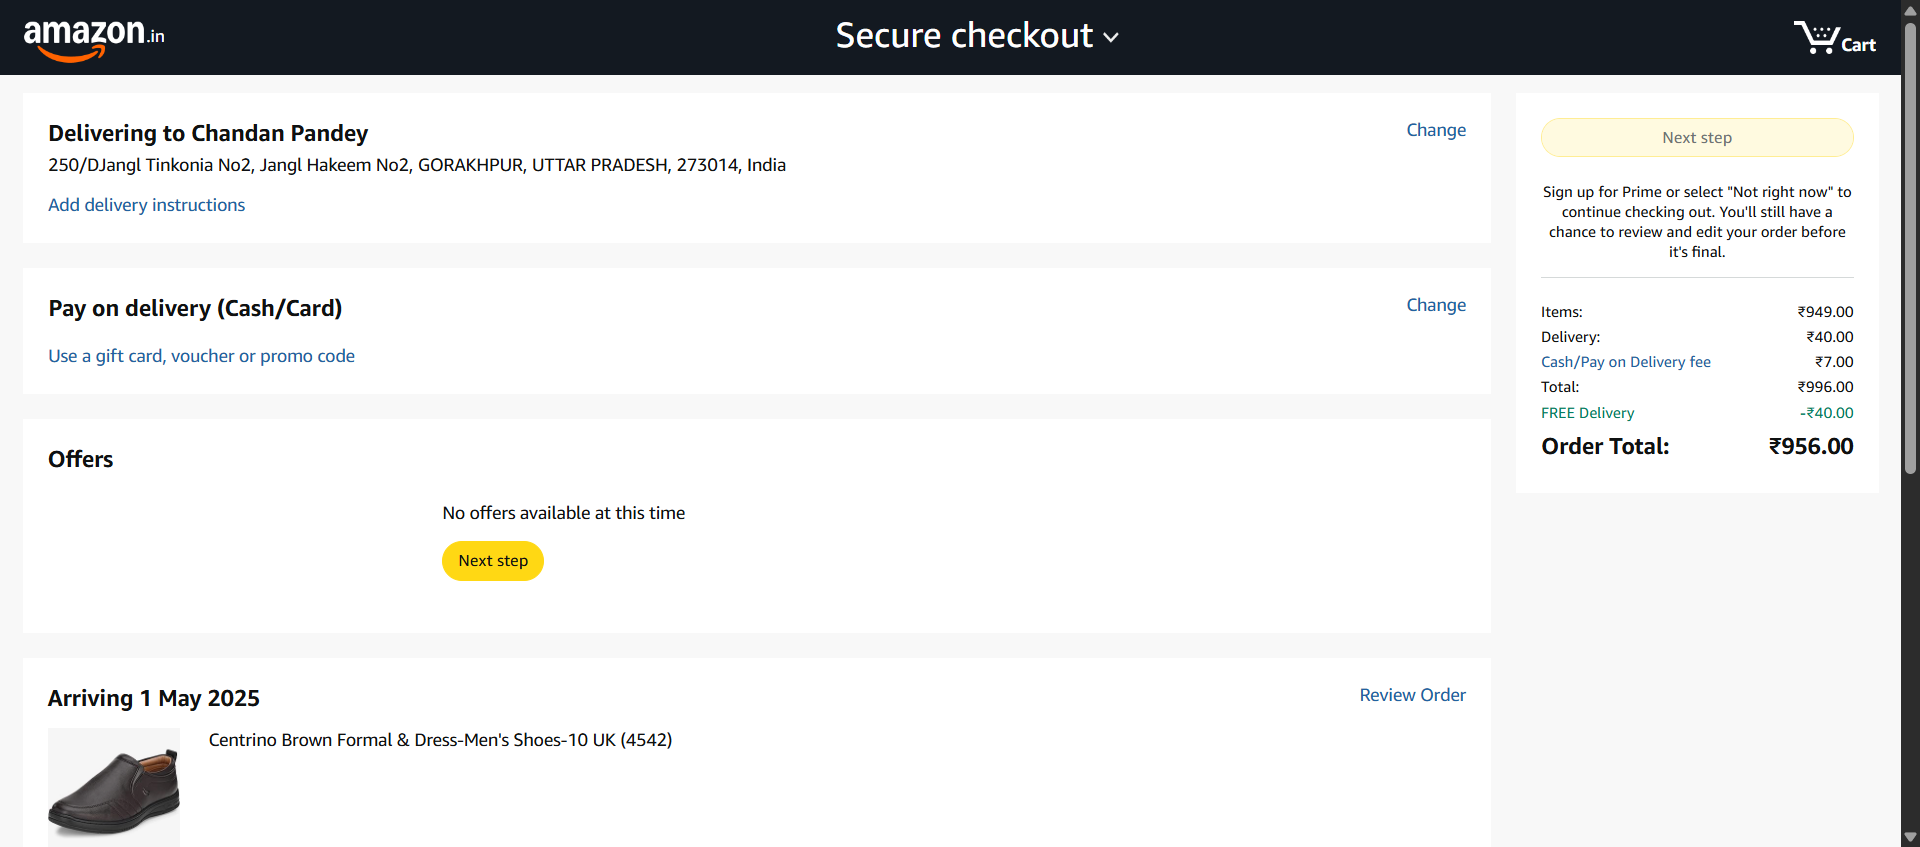 amazon.in
Secure checkout
Cart
Delivering to Chandan Pandey
Change
250/DJangl Tinkonia No2, Jangl Hakeem No2, GORAKHPUR, UTTAR PRADESH, 273014, India
Add delivery instructions
Pay on delivery (Cash/Card)
Change
Use a gift card, voucher or promo code
Offers
No offers available at this time
Next step
Arriving 1 May 2025
Review Order
Centrino Brown Formal & Dress-Men's Shoes-10 UK (4542)
Next step
Sign up for Prime or select "Not right now" to
continue checking out. You'll still have a
chance to review and edit your order before
it's final.
Items: ₹949.00
Delivery: ₹40.00
Cash/Pay on Delivery fee ₹7.00
Total: ₹996.00
FREE Delivery -₹40.00
Order Total: ₹956.00